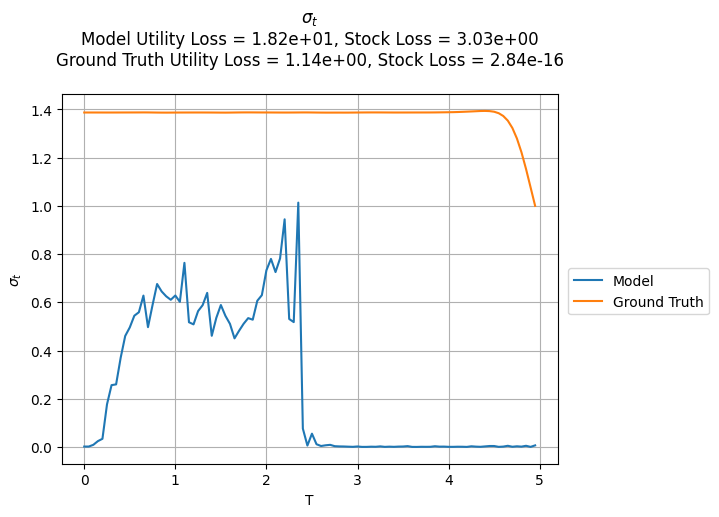 σt
Model Utility Loss = 1.82e+01, Stock Loss = 3.03e+00
Ground Truth Utility Loss = 1.14e+00, Stock Loss = 2.84e-16
1.4
1.2
1.0
0.8
0.6
0.4
0.2
0.0
σt
0 1 2 3 4 5
T
Model
Ground Truth